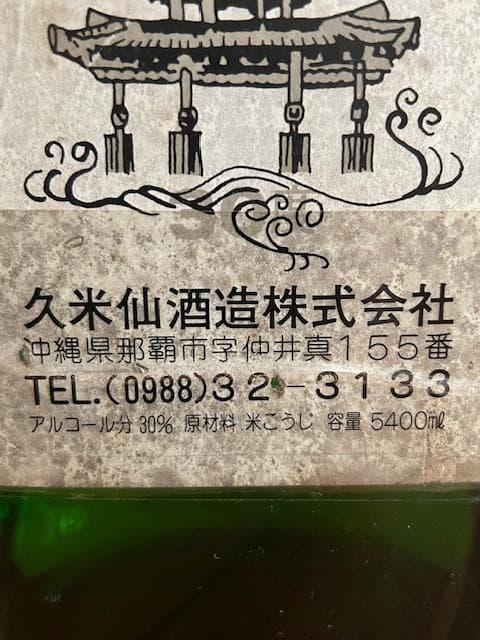 久米仙酒造株式会社
沖縄県那覇市字仲井真155番
TEL.(0988)32-3133
アルコール分 30% 原材料 米こうじ 容量 5400ml